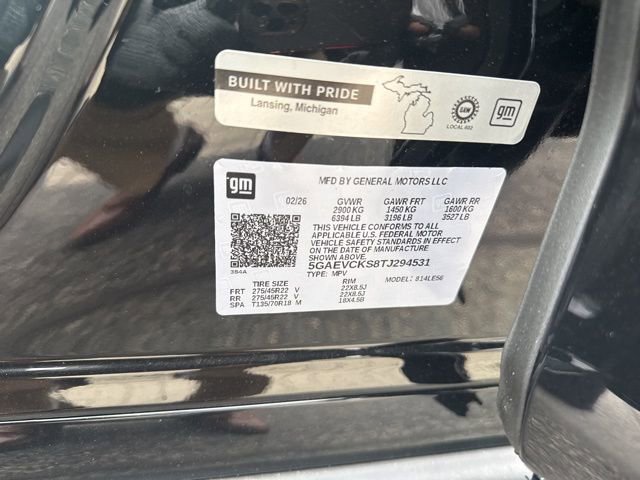 BUILT WITH PRIDE
Lansing, Michigan
UAW
LOCAL 602
gm
gm
MFD BY GENERAL MOTORS LLC
02/26 GVWR GAWR FRT GAWR RR
2900 KG 1450 KG 1600 KG
6394 LB 3196 LB 3527 LB
THIS VEHICLE CONFORMS TO ALL
APPLICABLE U.S. FEDERAL MOTOR
VEHICLE SAFETY STANDARDS IN EFFECT
ON THE DATE OF MANUFACTURE
SHOWN ABOVE.
5GAEVCKS8TJ294531
3B4A
TYPE: MPV MODEL: 814LE56
TIRE SIZE RIM
FRT 275/45R22 V 22X8.5J
RR 275/45R22 V 22X8.5J
SPA T135/70R18 M 18X4.5B